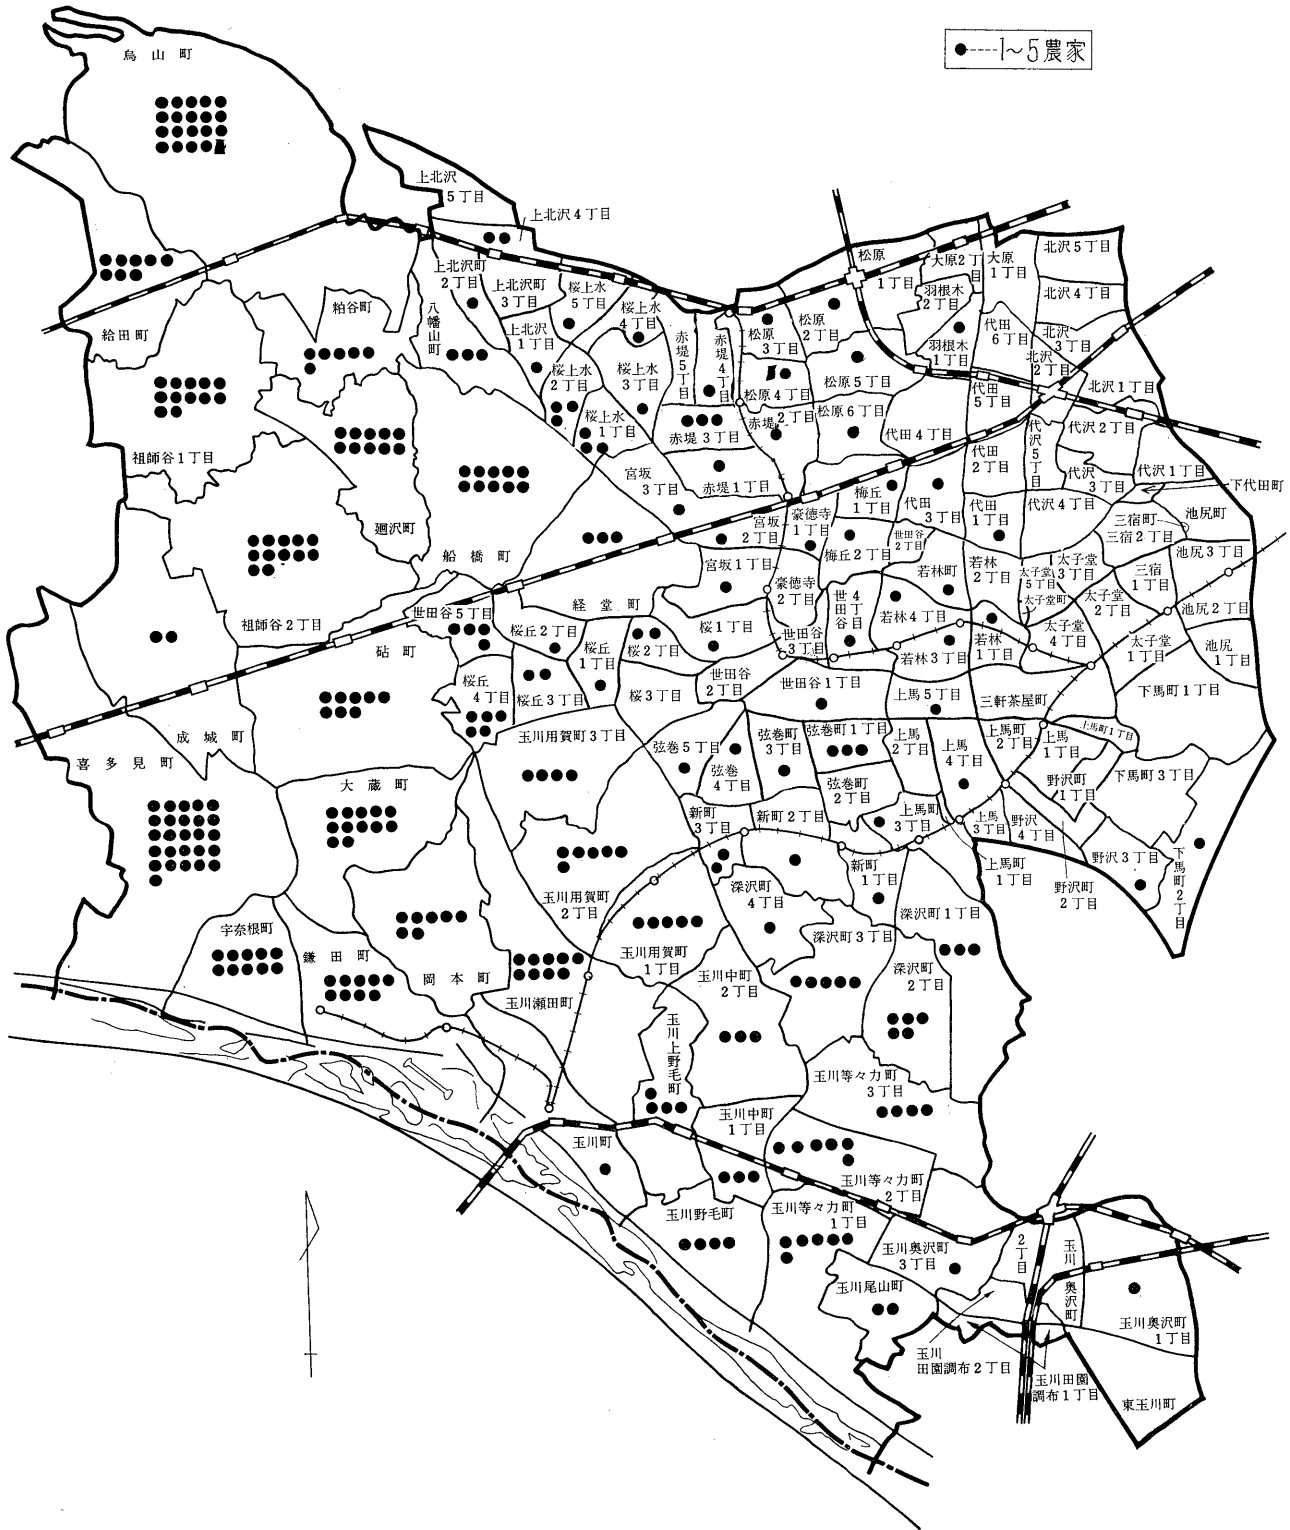 ●----1～5農家
烏山町
上北沢
5丁目
上北沢4丁目
給田町
粕谷町
八幡山町
上北沢町
2丁目
上北沢町
3丁目
上北沢
1丁目
桜上水
5丁目
桜上水
4丁目
桜上水
2丁目
桜上水
3丁目
桜上水
1丁目
赤堤5丁目
赤堤4丁目
赤堤3丁目
赤堤2丁目
赤堤1丁目
松原
1丁目
松原
2丁目
松原
3丁目
松原4丁目
松原5丁目
松原6丁目
大原2丁目
大原
1丁目
羽根木
2丁目
羽根木
1丁目
北沢5丁目
北沢4丁目
北沢
3丁目
北沢
2丁目
北沢1丁目
代田
6丁目
代田
5丁目
代田4丁目
代田
3丁目
代田
2丁目
代田
1丁目
代沢5丁目
代沢2丁目
代沢
3丁目
代沢1丁目
代沢4丁目
下代田町
祖師谷1丁目
祖師谷2丁目
廻沢町
船橋町
宮坂
3丁目
宮坂
2丁目
宮坂1丁目
豪徳寺
1丁目
豪徳寺
2丁目
梅丘
1丁目
梅丘2丁目
世田谷
2丁目
若林町
若林
2丁目
若林4丁目
若林3丁目
若林
1丁目
三宿町
三宿2丁目
三宿
1丁目
池尻町
池尻3丁目
池尻2丁目
池尻
1丁目
太子堂
5丁目
太子堂町
太子堂
3丁目
太子堂
2丁目
太子堂
4丁目
太子堂
1丁目
経堂町
世田谷5丁目
世田谷4丁目
世田谷
3丁目
世田谷
2丁目
世田谷1丁目
桜丘2丁目
桜丘
1丁目
桜丘3丁目
桜丘
4丁目
桜1丁目
桜2丁目
桜3丁目
砧町
成城町
喜多見町
大蔵町
宇奈根町
鎌田町
岡本町
玉川用賀町3丁目
玉川用賀町
2丁目
玉川用賀町
1丁目
玉川瀬田町
弦巻5丁目
弦巻
4丁目
弦巻町
3丁目
弦巻町1丁目
弦巻町
2丁目
上馬5丁目
上馬
2丁目
上馬
4丁目
上馬町
2丁目
上馬
1丁目
上馬町1丁目
上馬町
3丁目
上馬
3丁目
上馬町
1丁目
三軒茶屋町
下馬町1丁目
下馬町3丁目
下馬町2丁目
野沢町
1丁目
野沢
4丁目
野沢3丁目
野沢町
2丁目
新町
3丁目
新町2丁目
新町
1丁目
深沢町
4丁目
深沢町3丁目
深沢町1丁目
深沢町
2丁目
玉川中町
2丁目
玉川中町
1丁目
玉川上野毛町
玉川町
玉川野毛町
玉川等々力町
3丁目
玉川等々力町
2丁目
玉川等々力町
1丁目
玉川尾山町
玉川奥沢町
3丁目
2丁目
玉川奥沢町
玉川奥沢町
1丁目
玉川
田園調布2丁目
玉川田園
調布1丁目
東玉川町